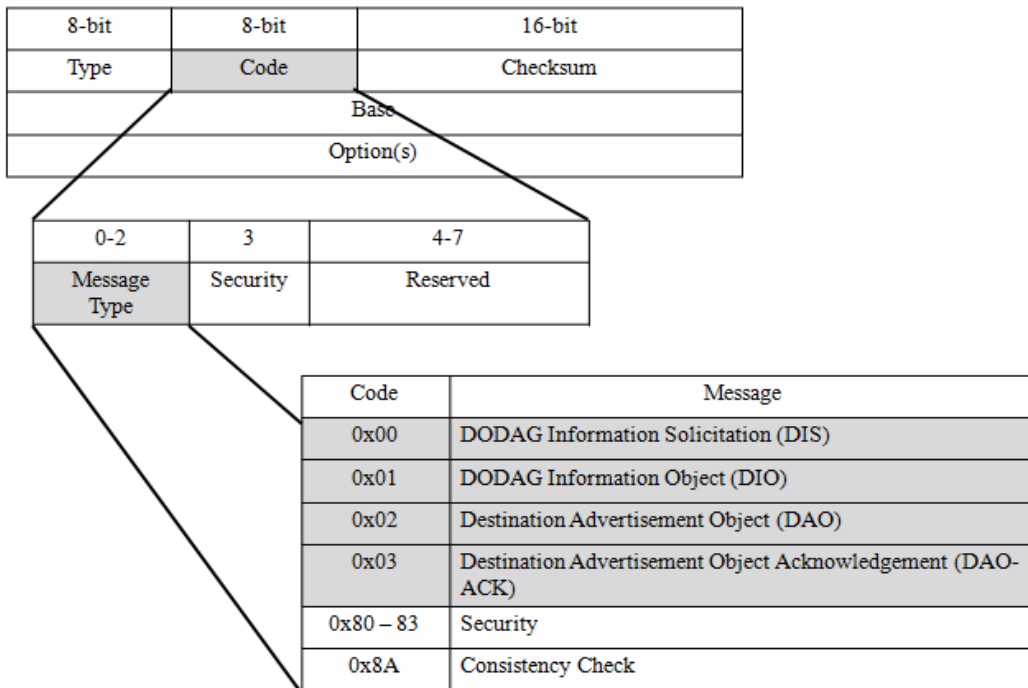 8-bit 8-bit 16-bit
Type Code Checksum
Base
Option(s)
0-2 3 4-7
Message Security Reserved
Type
Code Message
0x00 DODAG Information Solicitation (DIS)
0x01 DODAG Information Object (DIO)
0x02 Destination Advertisement Object (DAO)
0x03 Destination Advertisement Object Acknowledgement (DAO-
ACK)
0x80 – 83 Security
0x8A Consistency Check